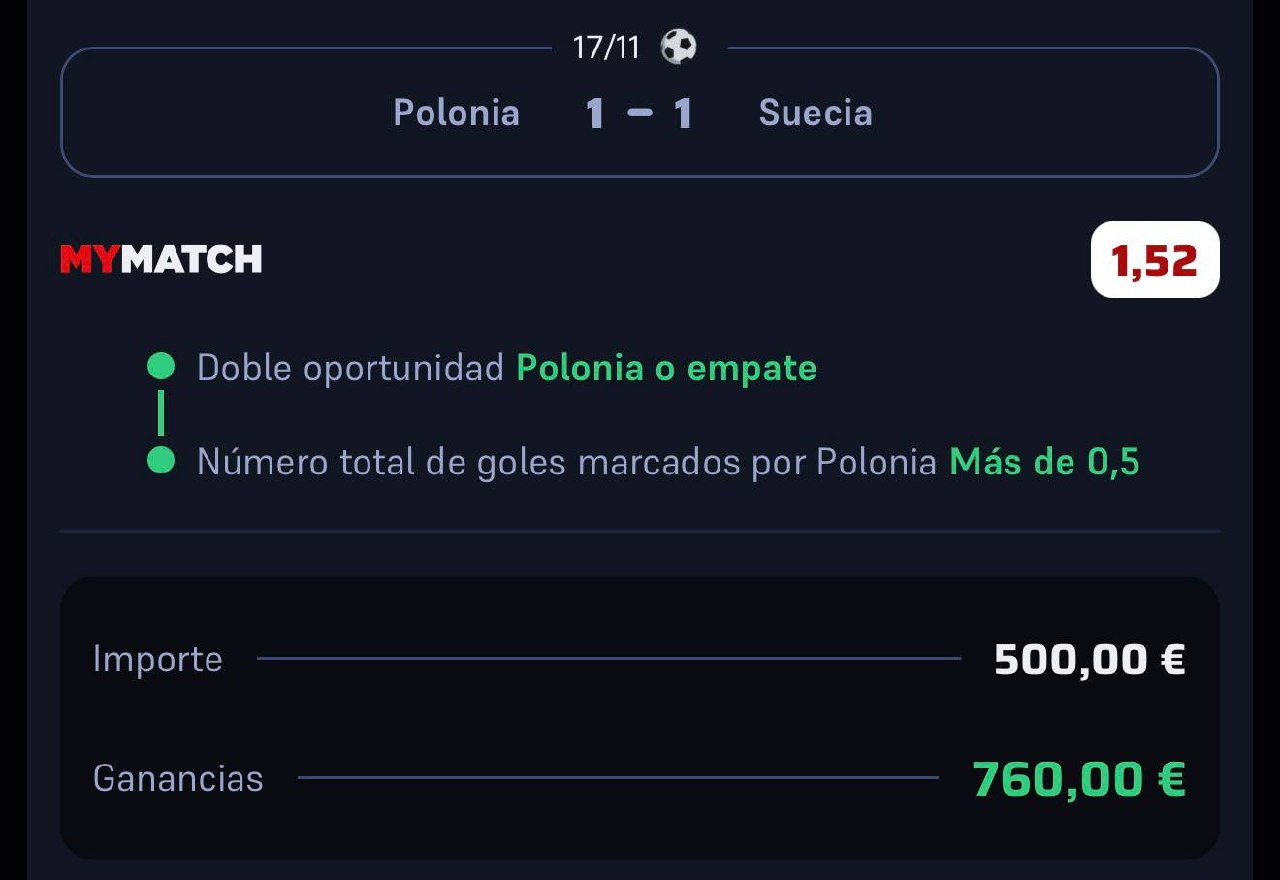 17/11
Polonia 1 - 1 Suecia
MYMATCH 1,52
Doble oportunidad Polonia o empate
Número total de goles marcados por Polonia Más de 0,5
Importe 500,00 €
Ganancias 760,00 €